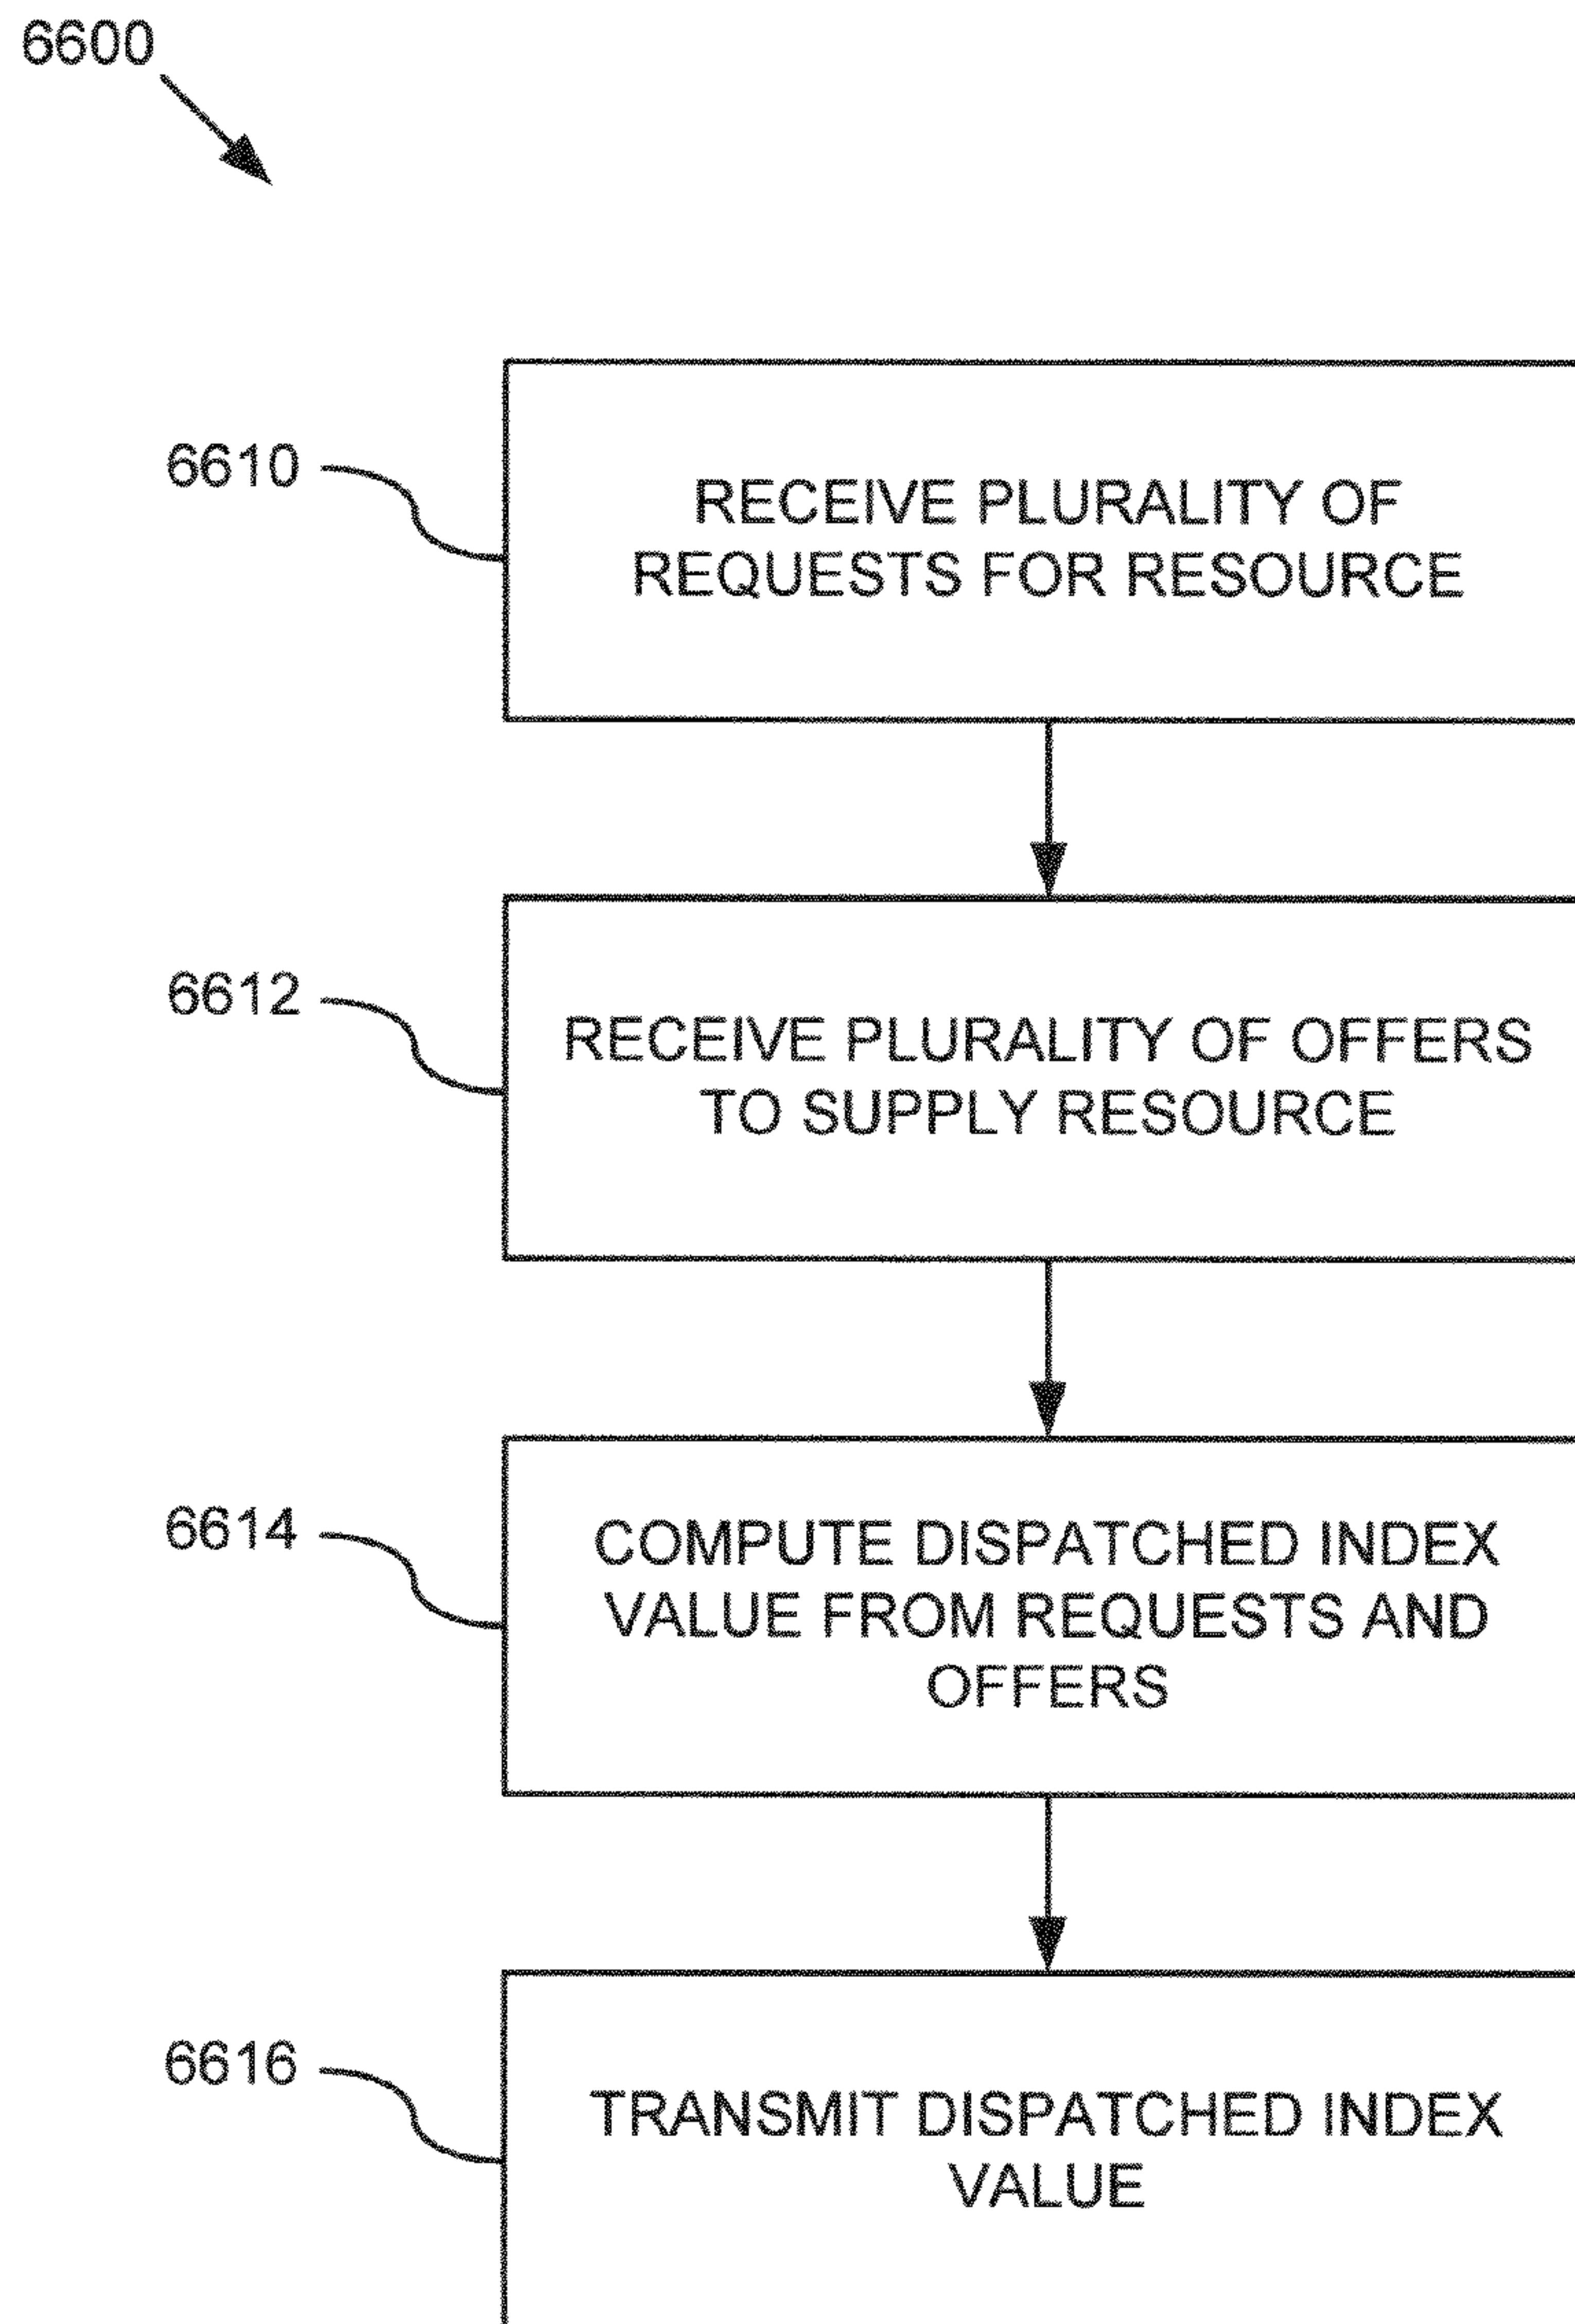 6600
6610
RECEIVE PLURALITY OF
REQUESTS FOR RESOURCE
6612
RECEIVE PLURALITY OF OFFERS
TO SUPPLY RESOURCE
6614
COMPUTE DISPATCHED INDEX
VALUE FROM REQUESTS AND
OFFERS
6616
TRANSMIT DISPATCHED INDEX
VALUE